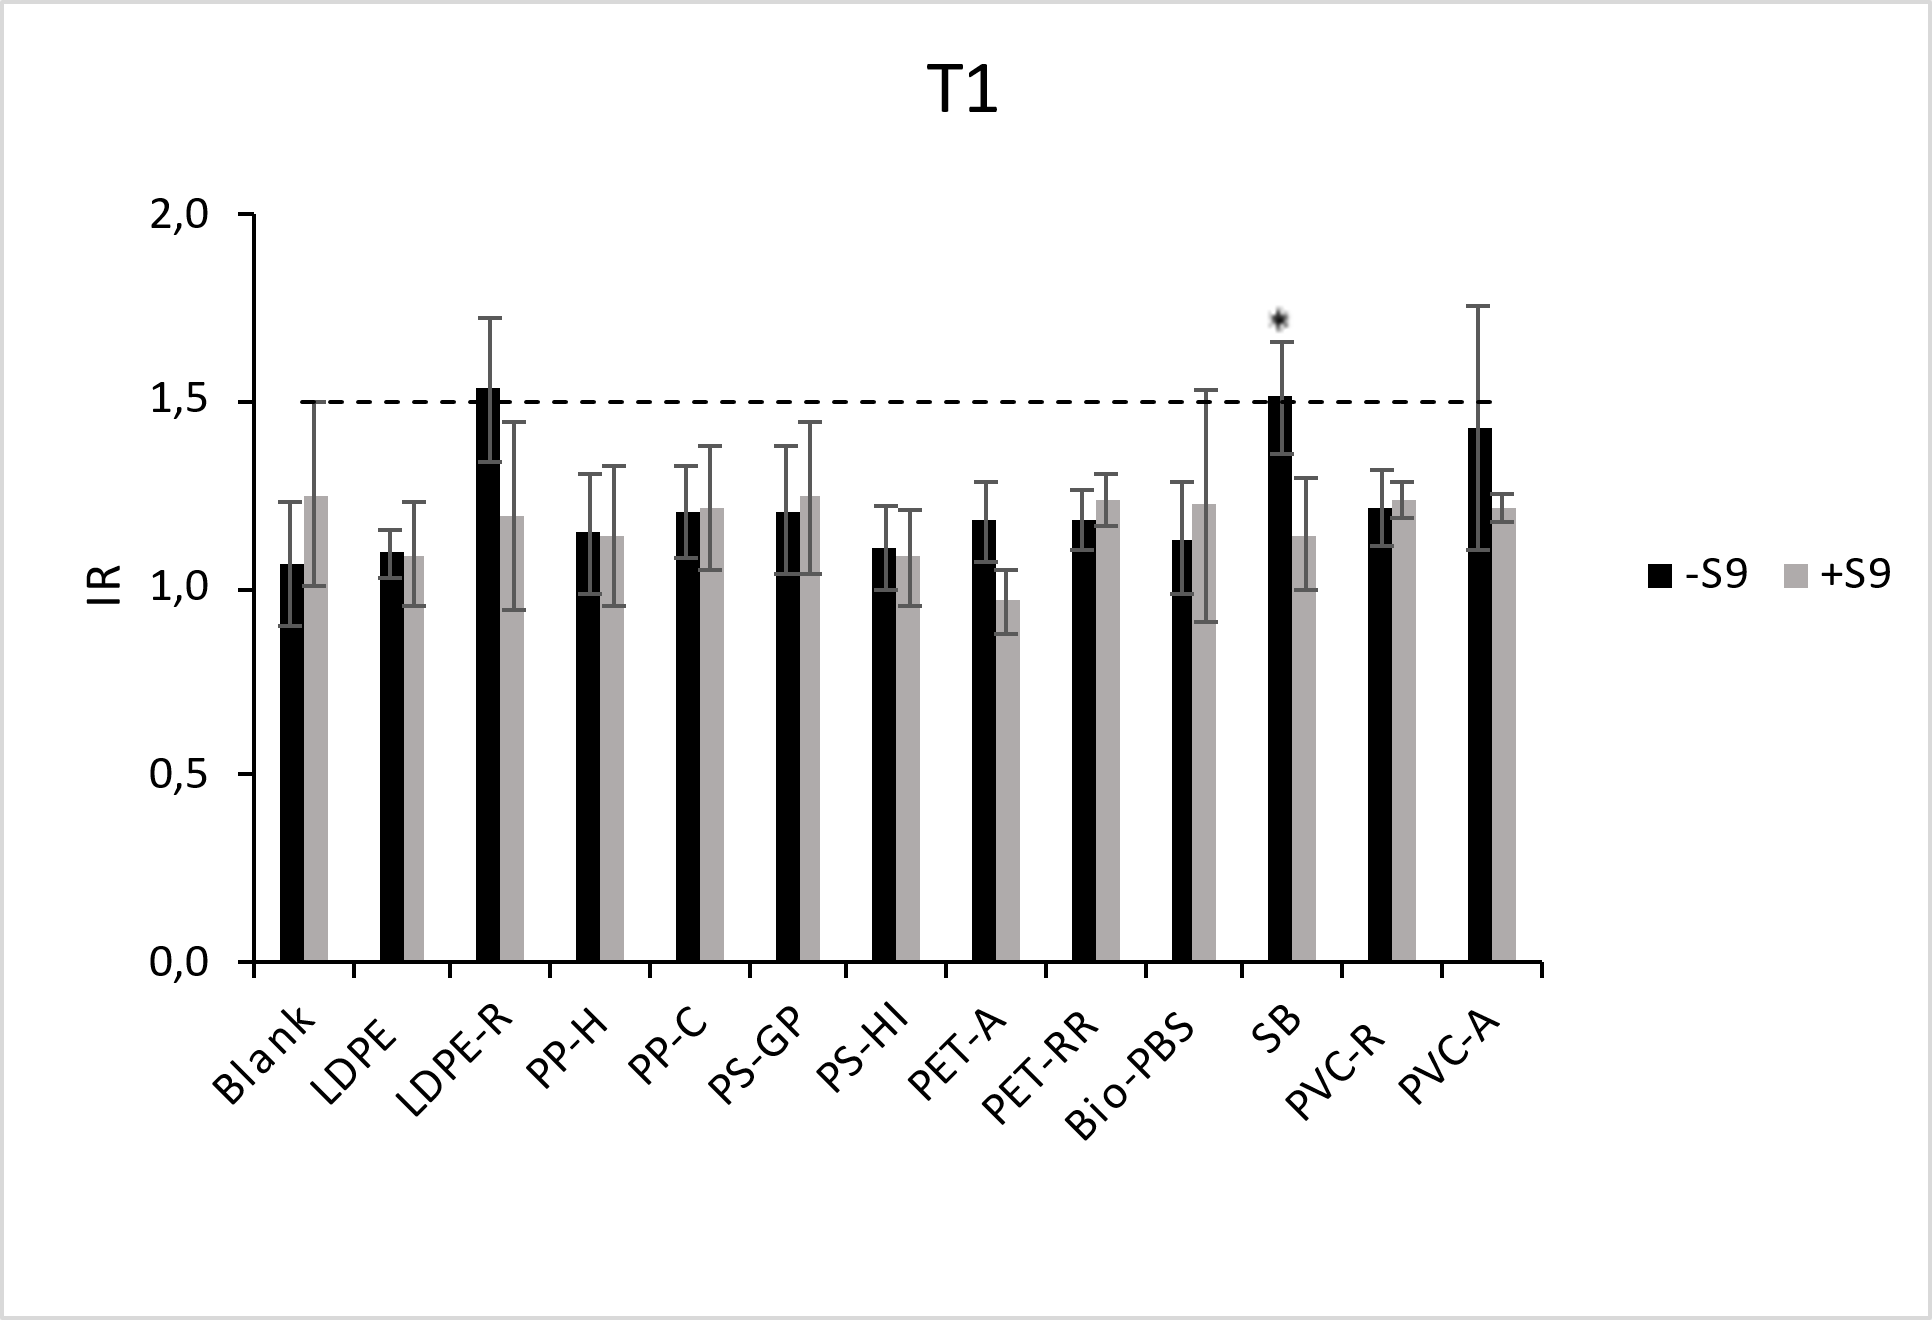 T1
2,0
1,5
1,0
0,5
0,0
IR
*
-S9 +S9
Blank LDPE LDPE-R PP-H PP-C PS-GP PS-HI PET-A PET-RR Bio-PBS SB PVC-R PVC-A